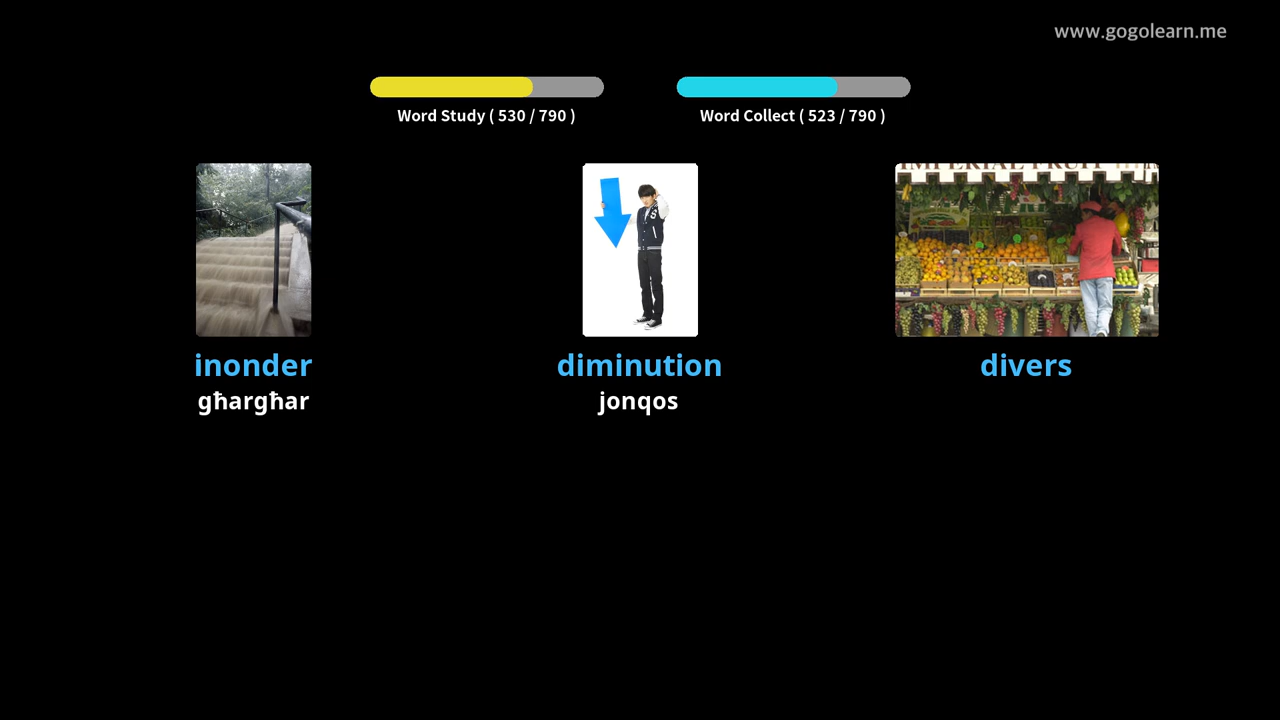 www.gogolearn.me
Word Study ( 530 / 790 )
Word Collect ( 523 / 790 )
inonder
diminution
divers
għargħar
jonqos